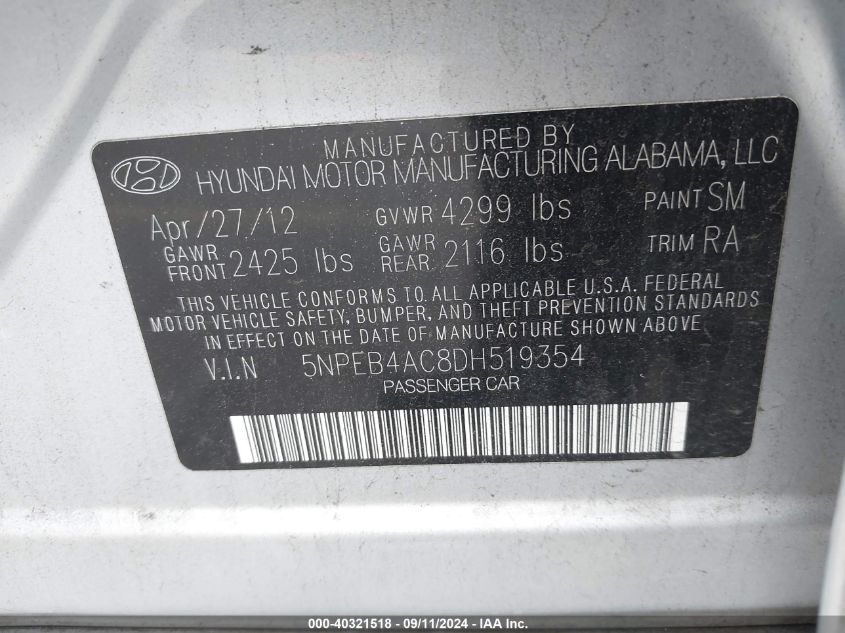 MANUFACTURED BY
HYUNDAI MOTOR MANUFACTURING ALABAMA, LLC
Apr/27/12 GVWR 4299 lbs PAINT SM
GAWR FRONT 2425 lbs GAWR REAR 2116 lbs TRIM RA
THIS VEHICLE CONFORMS TO ALL APPLICABLE U.S.A. FEDERAL
MOTOR VEHICLE SAFETY, BUMPER, AND THEFT PREVENTION STANDARDS
IN EFFECT ON THE DATE OF MANUFACTURE SHOWN ABOVE
V.I.N 5NPEB4AC8DH519354
PASSENGER CAR
000-40321518 - 09/11/2024 - IAA Inc.